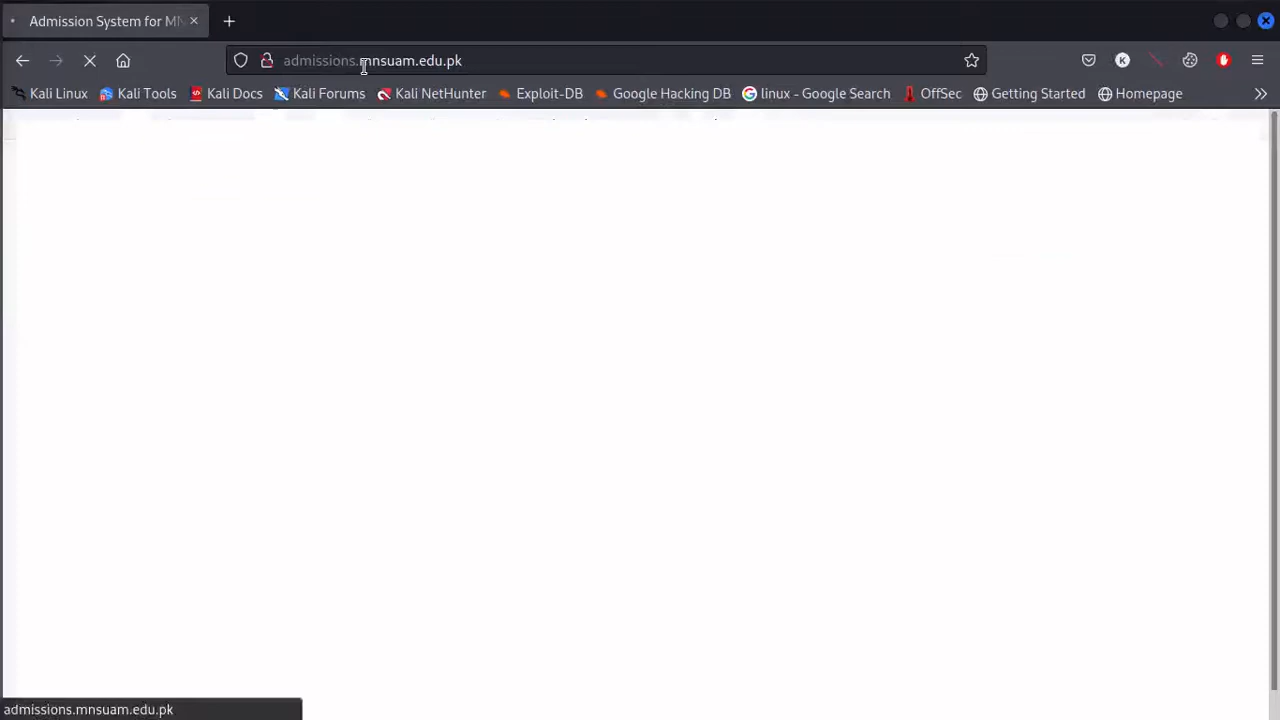 Admission System for MN
admissions.mnsuam.edu.pk
Kali Linux Kali Tools Kali Docs Kali Forums Kali NetHunter Exploit-DB Google Hacking DB linux - Google Search OffSec Getting Started Homepage
admissions.mnsuam.edu.pk